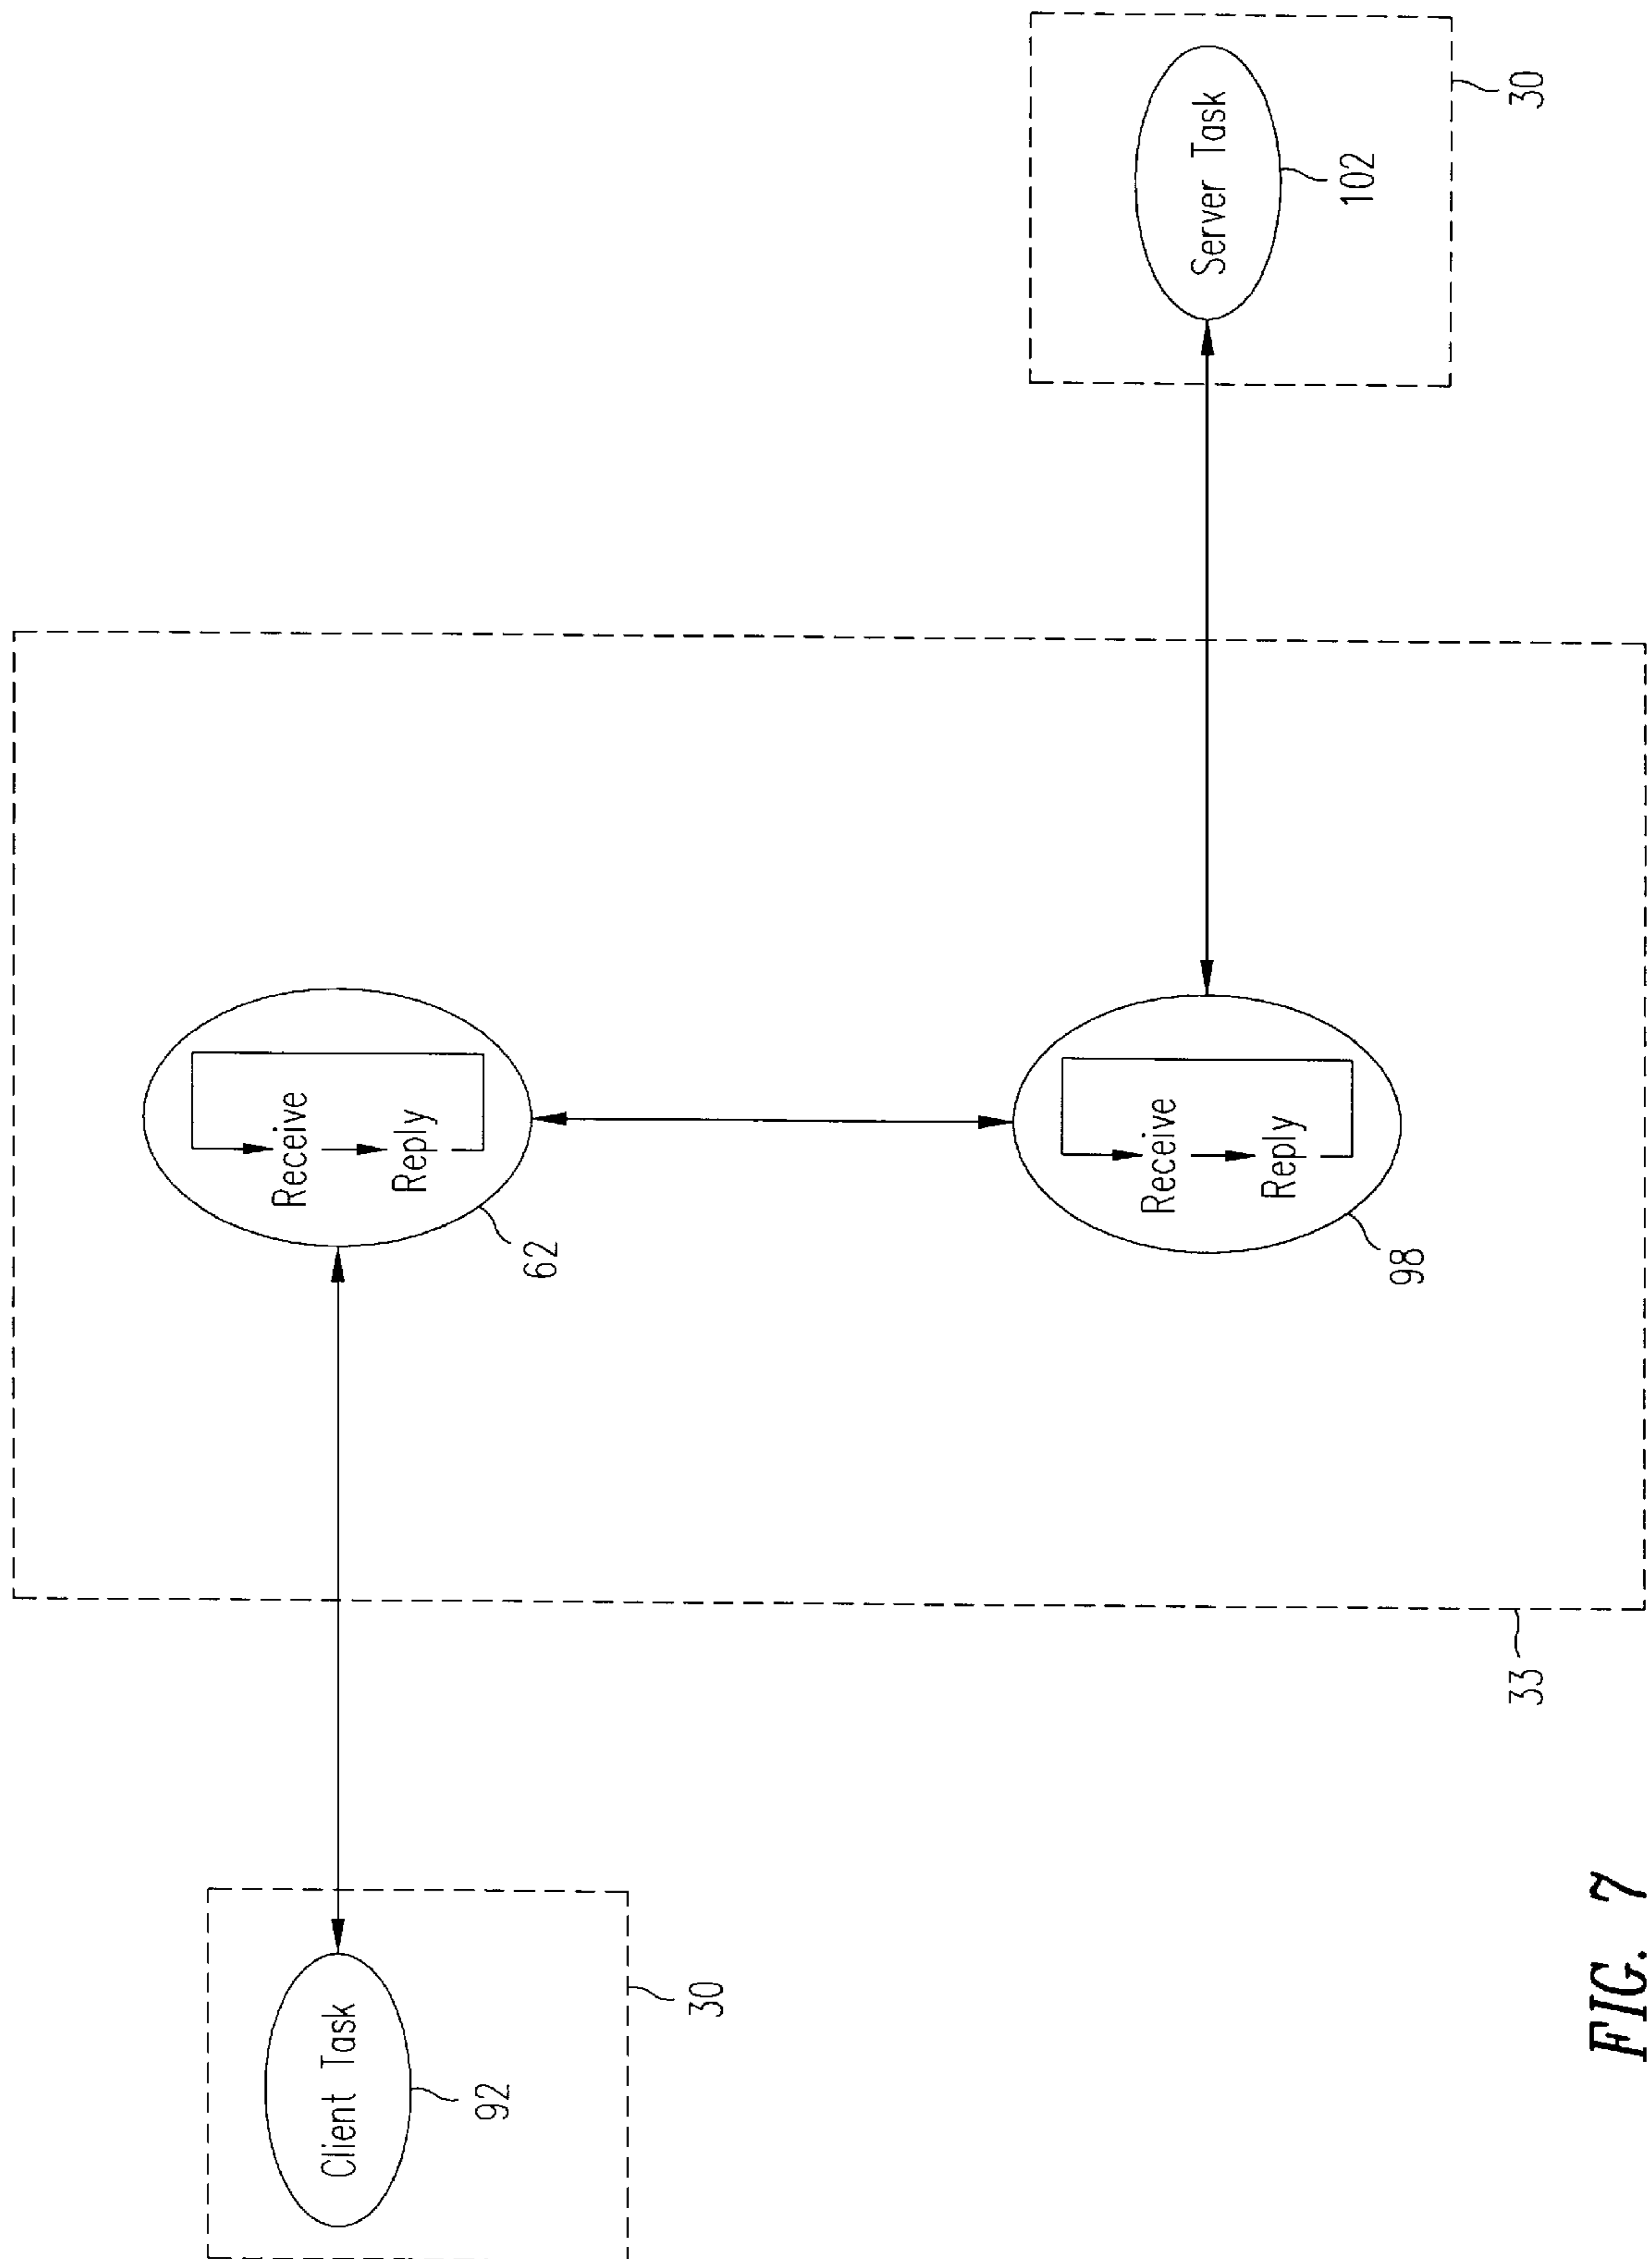 Client Task
92
30
33
Receive
Reply
62
Receive
Reply
98
Server Task
102
30
FIG. 7